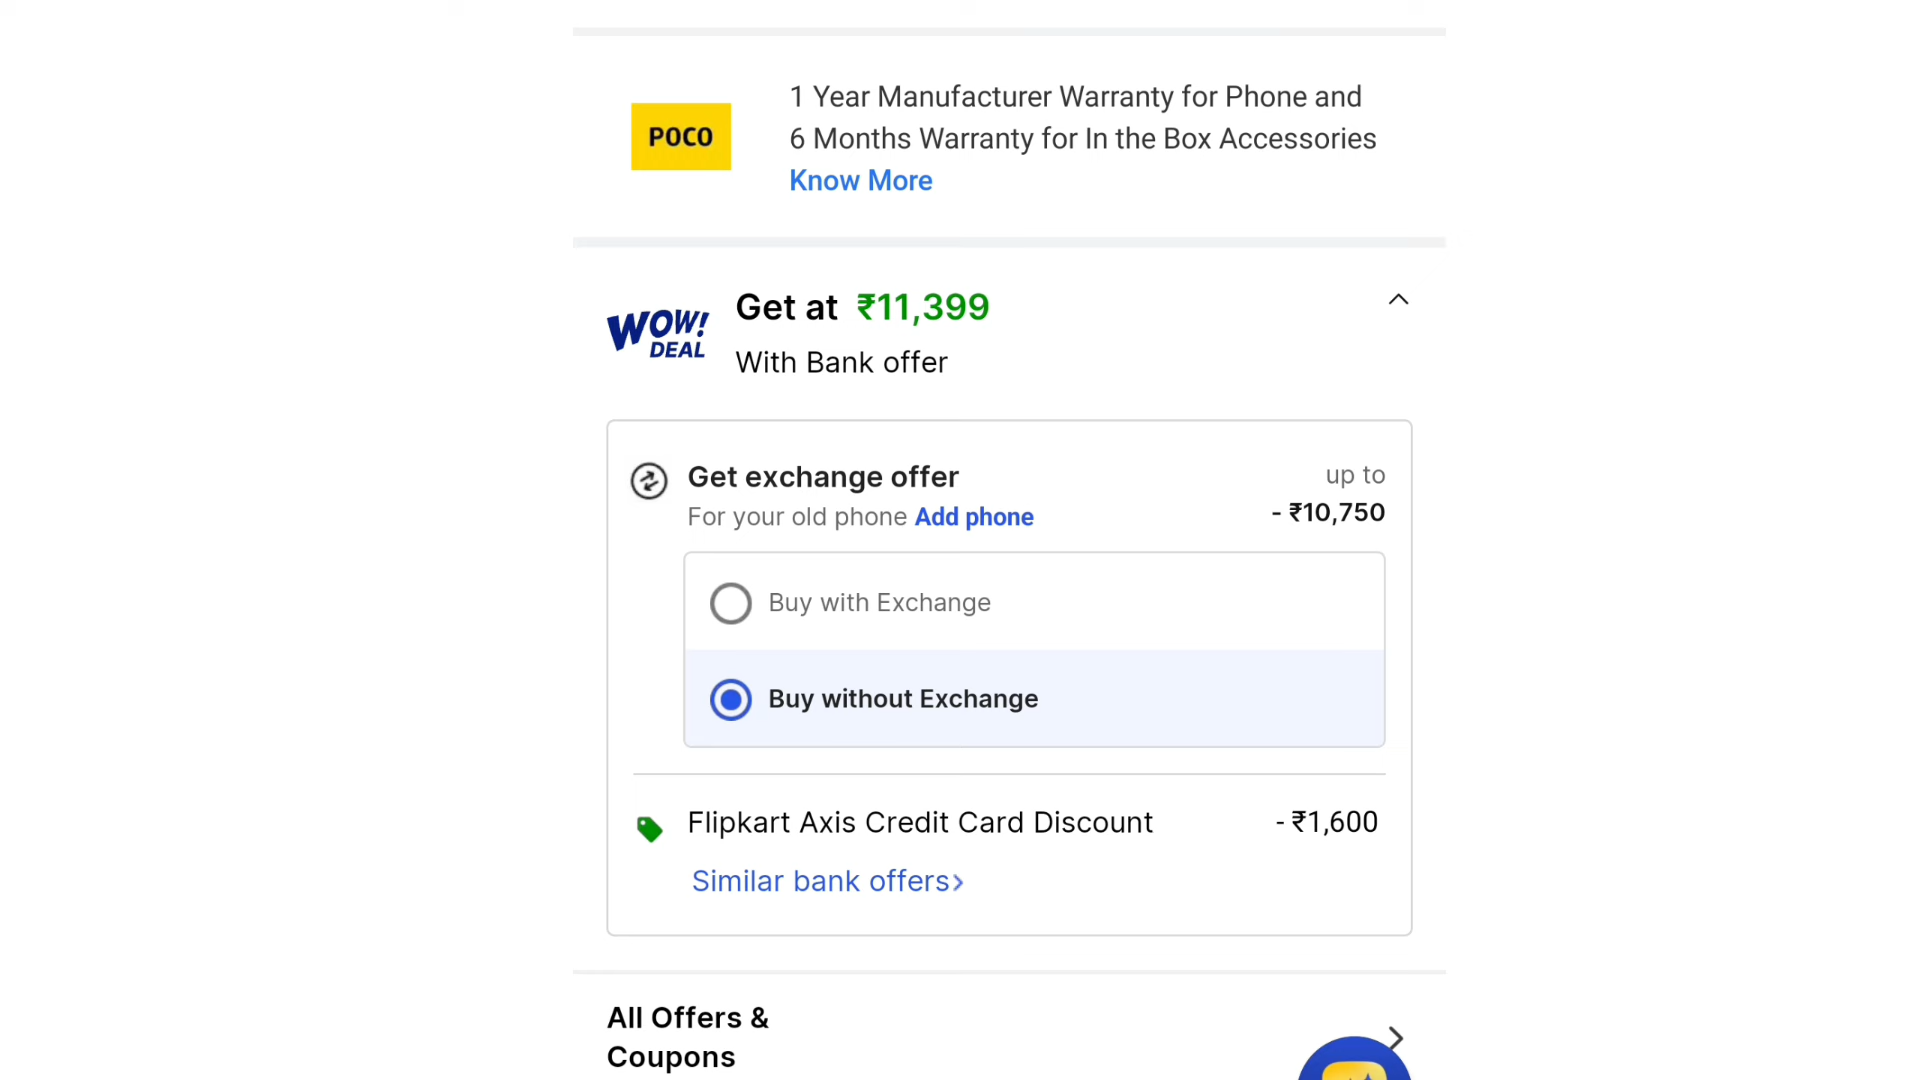 POCO
1 Year Manufacturer Warranty for Phone and
6 Months Warranty for In the Box Accessories
Know More
WOW!
DEAL
Get at ₹11,399
With Bank offer
Get exchange offer
up to
For your old phone Add phone
- ₹10,750
Buy with Exchange
Buy without Exchange
Flipkart Axis Credit Card Discount - ₹1,600
Similar bank offers>
All Offers &
Coupons